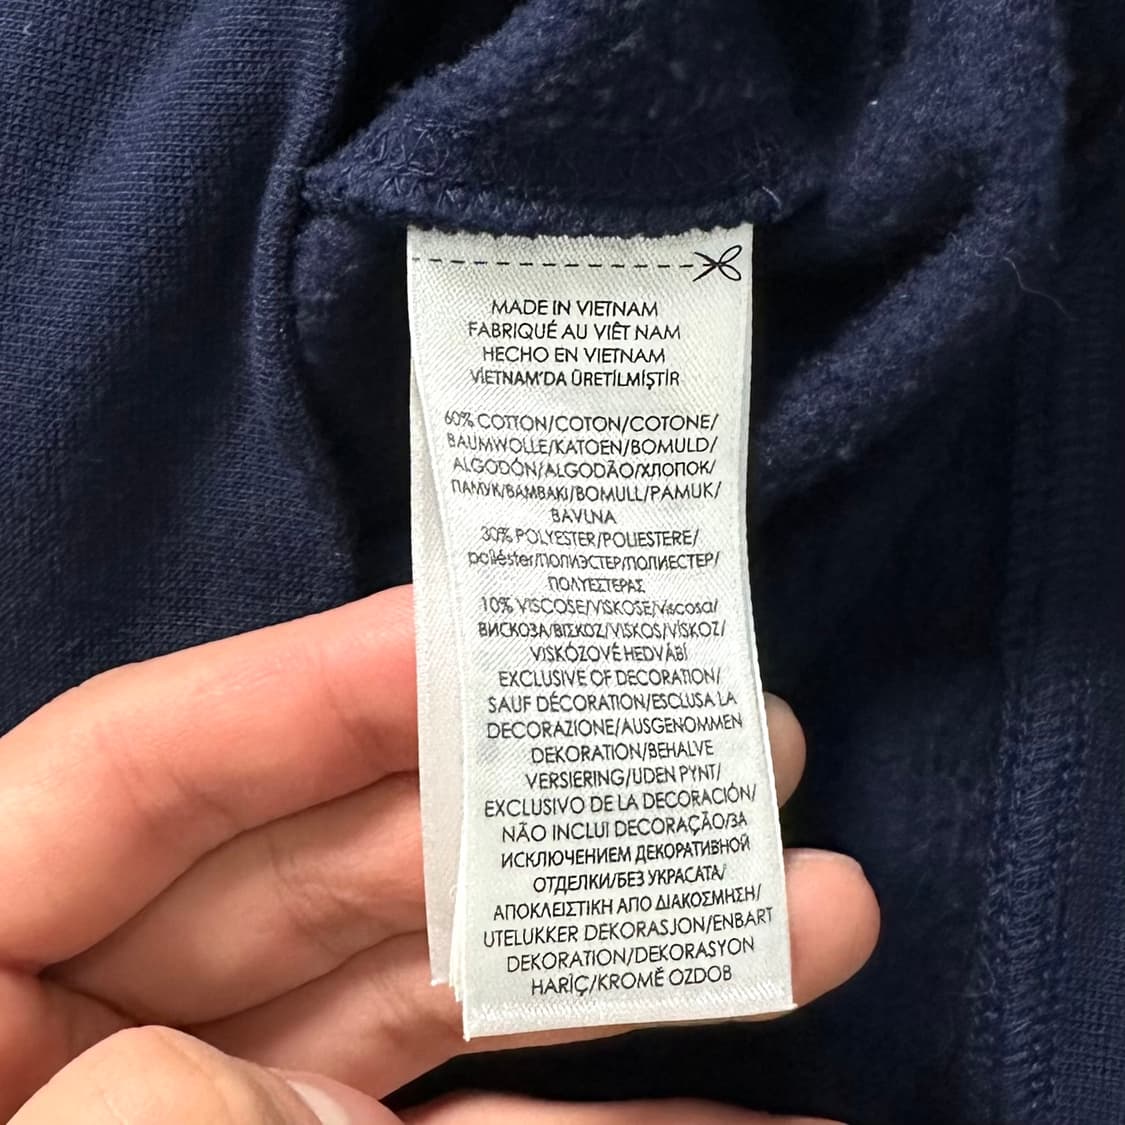 MADE IN VIETNAM
FABRIQUÉ AU VIÊT NAM
HECHO EN VIETNAM
VİETNAM'DA ÜRETİLMİŞTİR
60% COTTON/COTON/COTONE/
BAUMWOLLE/KATOEN/BOMULD/
ALGODÓN/ALGODÃO/ХЛОПОК/
ПАМУК/ΒΑΜΒΑΚΙ/BOMULL/PAMUK/
BAVLNA
30% POLYESTER/POLIESTERE/
poliéster/ПОЛИЭСТЕР/ПОЛИЕСТЕР/
ΠΟΛΥΕΣΤΕΡΑΣ
10% VISCOSE/VISKOSE/viscosa/
ВИСКОЗА/ΒΙΣΚΟΖ/VISKOS/VİSKOZ/
VISKÓZOVÉ HEDVÁBÍ
EXCLUSIVE OF DECORATION/
SAUF DÉCORATION/ESCLUSA LA
DECORAZIONE/AUSGENOMMEN
DEKORATION/BEHALVE
VERSIERING/UDEN PYNT/
EXCLUSIVO DE LA DECORACIÓN/
NÃO INCLUI DECORAÇÃO/ЗА
ИСКЛЮЧЕНИЕМ ДЕКОРАТИВНОЙ
ОТДЕЛКИ/БЕЗ УКРАСАТА/
ΑΠΟΚΛΕΙΣΤΙΚΗ ΑΠΟ ΔΙΑΚΟΣΜΗΣΗ/
UTELUKKER DEKORASJON/ENBART
DEKORATION/DEKORASYON
HARİÇ/KROMĚ OZDOB